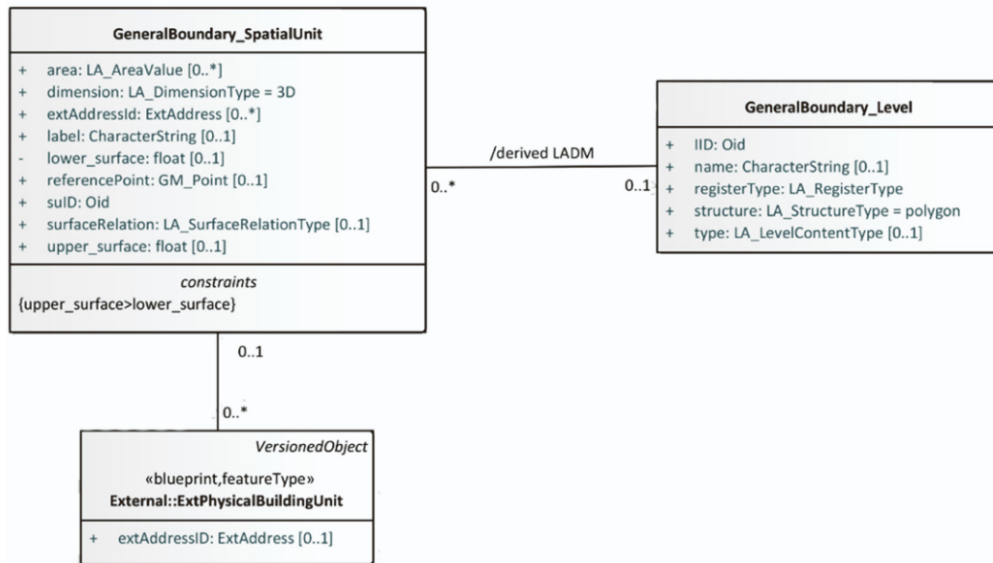 GeneralBoundary_SpatialUnit
+ area: LA_AreaValue [0..*]
+ dimension: LA_DimensionType = 3D
+ extAddressId: ExtAddress [0..*]
+ label: CharacterString [0..1]
- lower_surface: float [0..1]
+ referencePoint: GM_Point [0..1]
+ suID: Oid
+ surfaceRelation: LA_SurfaceRelationType [0..1]
+ upper_surface: float [0..1]
constraints
{upper_surface>lower_surface}
/derived LADM
0..*
0..1
GeneralBoundary_Level
+ lID: Oid
+ name: CharacterString [0..1]
+ registerType: LA_RegisterType
+ structure: LA_StructureType = polygon
+ type: LA_LevelContentType [0..1]
0..1
0..*
VersionedObject
«blueprint,featureType»
External::ExtPhysicalBuildingUnit
+ extAddressID: ExtAddress [0..1]